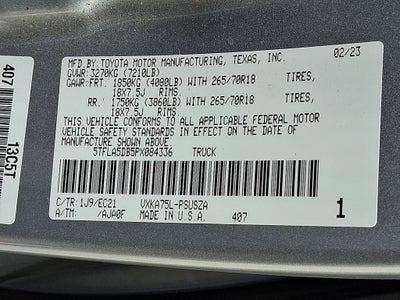 MFD.BY: TOYOTA MOTOR MANUFACTURING, TEXAS, INC. 02/23
GVWR: 3270KG (7210LB)
GAWR: FRT. 1850KG (4080LB) WITH 265/70R18 TIRES,
18X7.5J RIMS.
RR. 1750KG (3860LB) WITH 265/70R18 TIRES,
18X7.5J RIMS.
THIS VEHICLE CONFORMS TO ALL APPLICABLE FEDERAL MOTOR
VEHICLE SAFETY STANDARDS IN EFFECT ON THE DATE OF
MANUFACTURE SHOWN ABOVE.
5TFLA5DB5PX084336 TRUCK
C/TR: 1J9/EC21 VXKA75L-PSUSZA
A/TM: /AJA0F MADE IN U.S.A. 407
1
407
13C5T